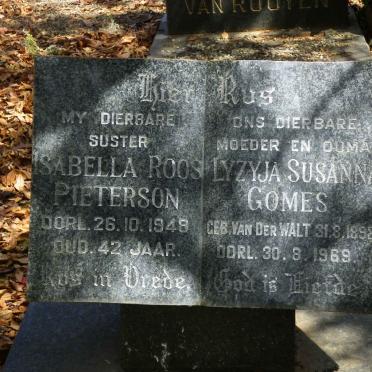 VAN ROOYEN
Hier Rus
MY DIERBARE
SUSTER
ISABELLA ROOS
PIETERSON
OORL. 26.10.1948
OUD. 42 JAAR.
Rus in Vrede.
ONS DIERBARE
MOEDER EN OUMA
LYZYJA SUSANNA
GOMES
GEB. VAN DER WALT 31.8.
OORL. 30.8.1969
God is Liefde